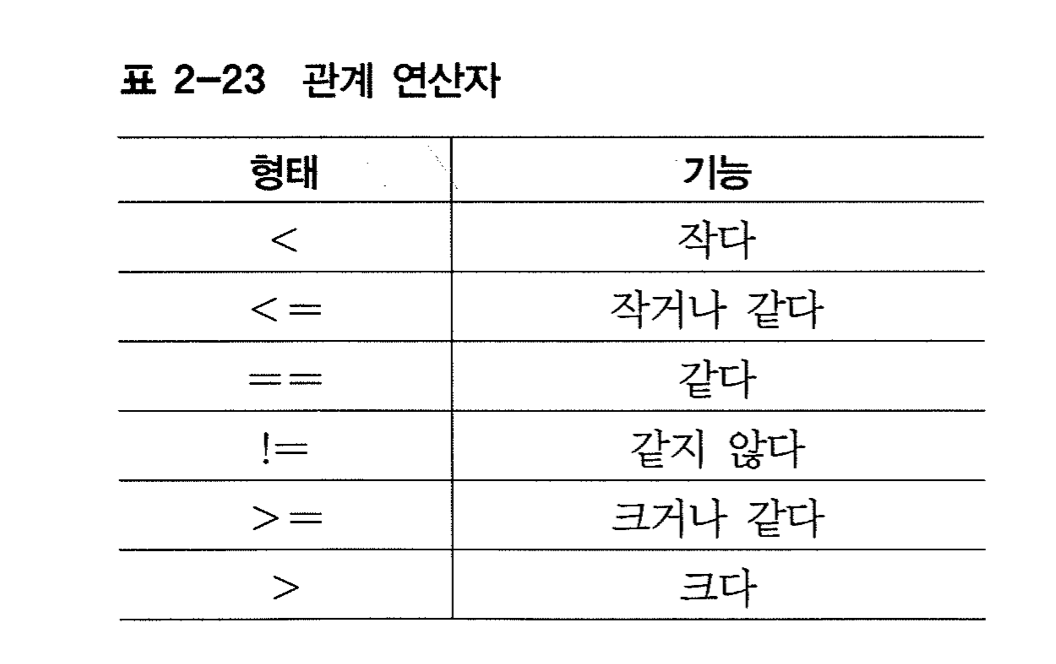 표 2-23 관계 연산자
형태 기능
< 작다
<= 작거나 같다
== 같다
!= 같지 않다
>= 크거나 같다
> 크다